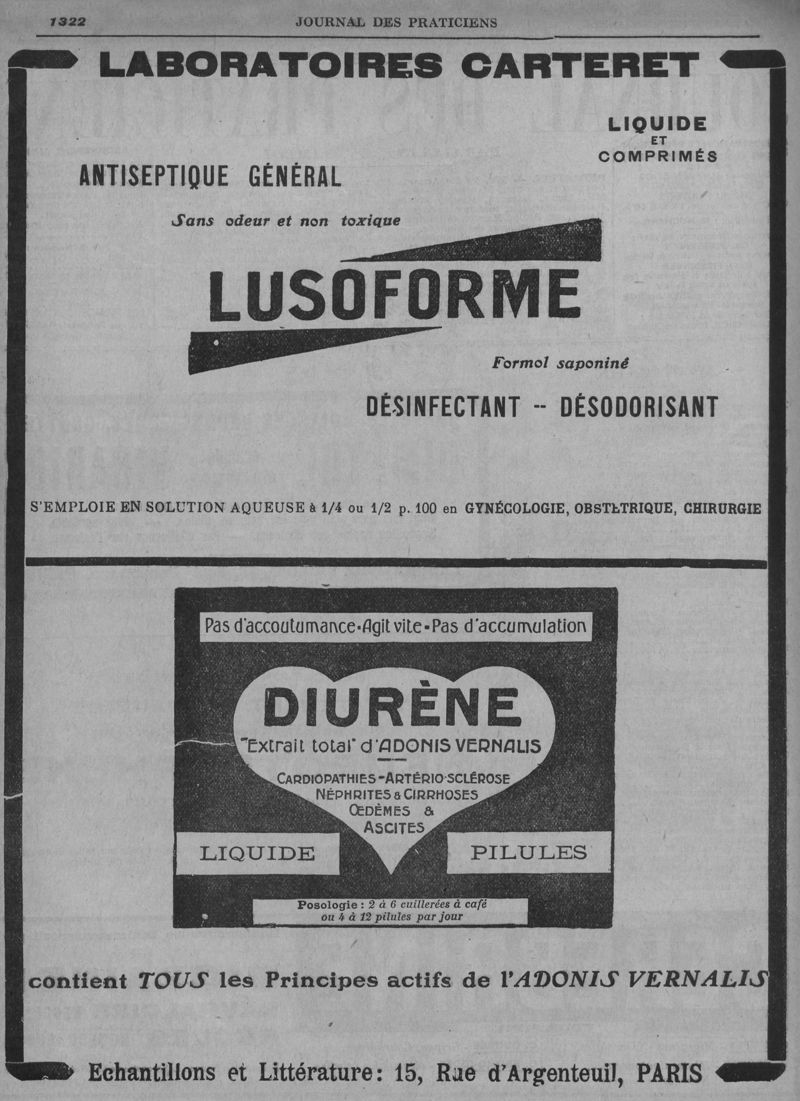 1322
JOURNAL DES PRATICIENS
LABORATOIRES CARTERET
LIQUIDE
ET
COMPRIMÉS
ANTISEPTIQUE GÉNÉRAL
Sans odeur et non toxique
LUSOFORME
Formol saponiné
DÉSINFECTANT -- DÉSODORISANT
S'EMPLOIE EN SOLUTION AQUEUSE à 1/4 ou 1/2 p. 100 en GYNÉCOLOGIE, OBSTÉTRIQUE, CHIRURGIE
Pas d'accoutumance • Agit vite • Pas d'accumulation
DIURÈNE
"Extrait total" d'ADONIS VERNALIS
CARDIOPATHIES - ARTÉRIO-SCLÉROSE
NÉPHRITES & CIRRHOSES
ŒDÈMES &
ASCITES
LIQUIDE
PILULES
Posologie : 2 à 6 cuillerées à café
ou 4 à 12 pilules par jour
contient TOUS les Principes actifs de l'ADONIS VERNALIS
Echantillons et Littérature : 15, Rue d'Argenteuil, PARIS